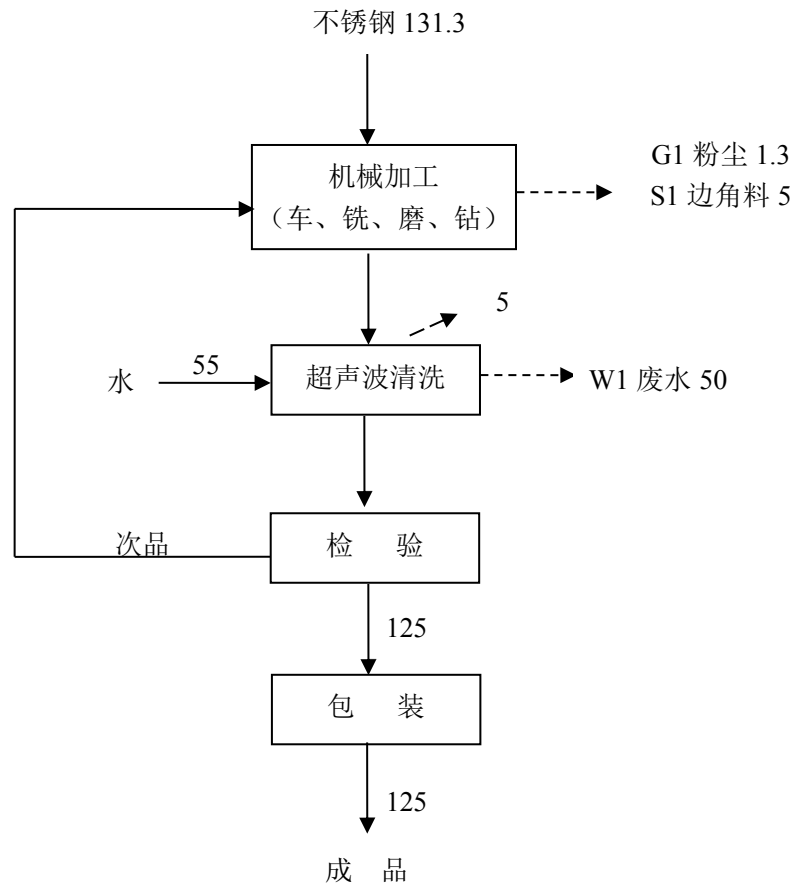 不锈钢 131.3
G1 粉尘 1.3
机械加工
S1 边角料 5
（车、铣、磨、钻）
5
水
55
超声波清洗
W1 废水 50
次品
检 验
125
包 装
125
成 品